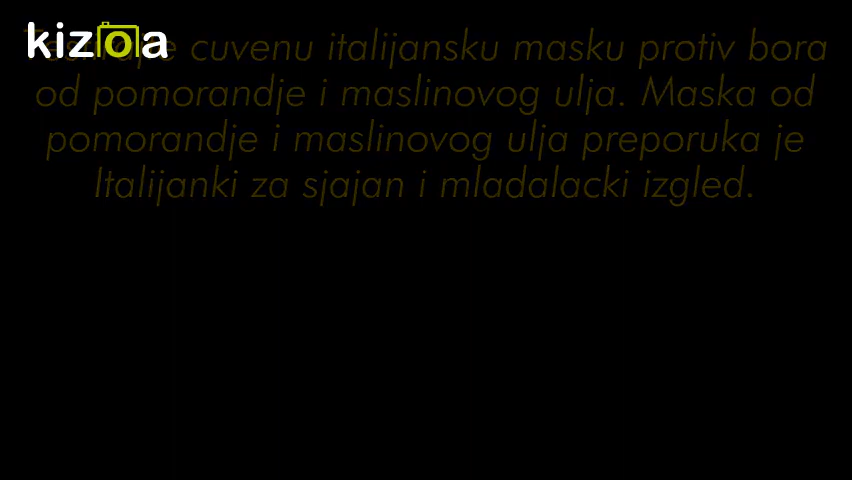 kizoa
cuvenu italijansku masku protiv bora
od pomorandje i maslinovog ulja. Maska od
pomorandje i maslinovog ulja preporuka je
Italijanki za sjajan i mladalacki izgled.